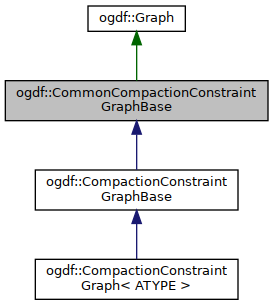 ogdf::Graph
ogdf::CommonCompactionConstraint
GraphBase
ogdf::CompactionConstraint
GraphBase
ogdf::CompactionConstraint
Graph< ATYPE >